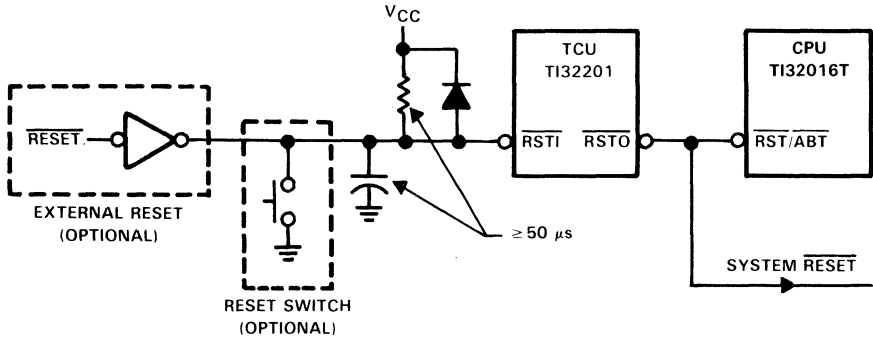 VCC
TCU
TI32201
CPU
TI32016T
RESET
RSTI
RSTO
RST/ABT
EXTERNAL RESET
(OPTIONAL)
≥50 μs
SYSTEM RESET
RESET SWITCH
(OPTIONAL)